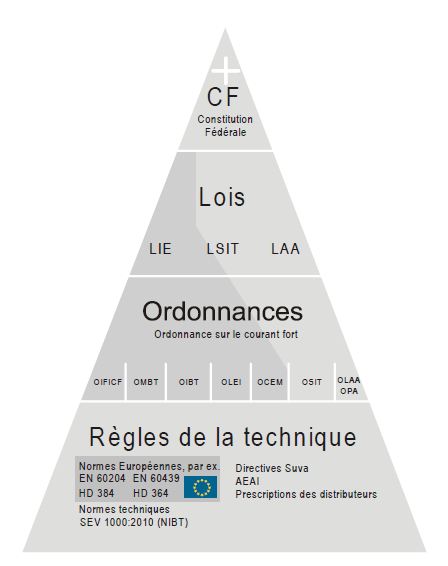 CF
Constitution
Fédérale
Lois
LIE LSIT LAA
Ordonnances
Ordonnance sur le courant fort
OIFICF OMBT OIBT OLEI OCEM OSIT OLAA
OPA
Règles de la technique
Normes Européennes, par ex.
EN 60204 EN 60439
HD 384 HD 364
Normes techniques
SEV 1000:2010 (NIBT)
Directives Suva
AEAI
Prescriptions des distributeurs